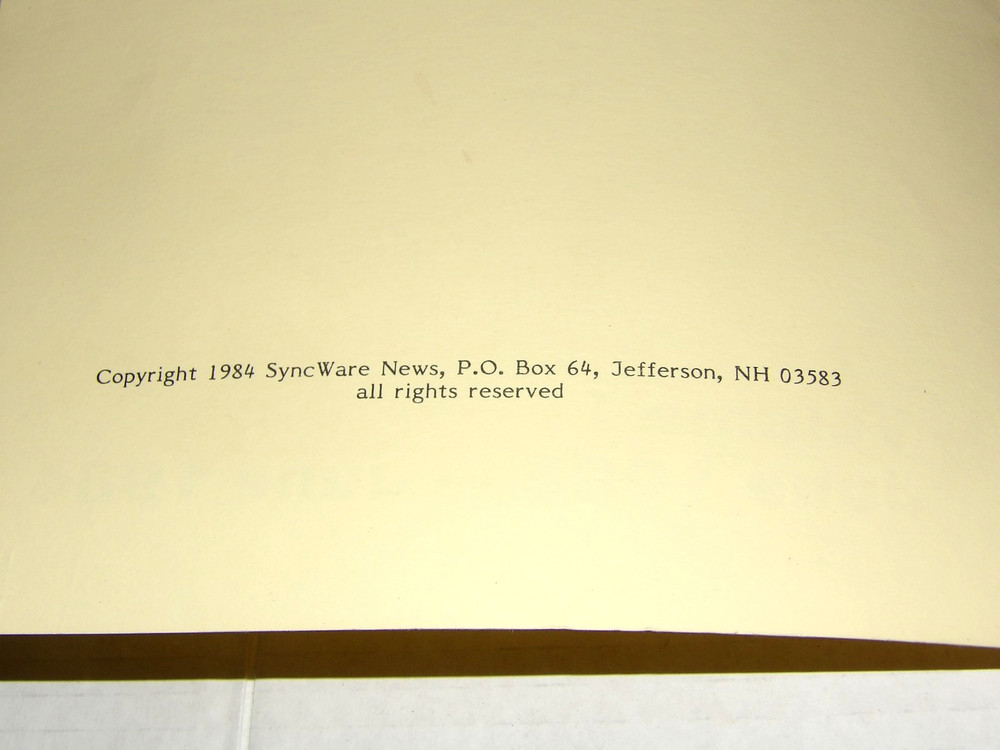 Copyright 1984 SyncWare News, P.O. Box 64, Jefferson, NH 03583
all rights reserved